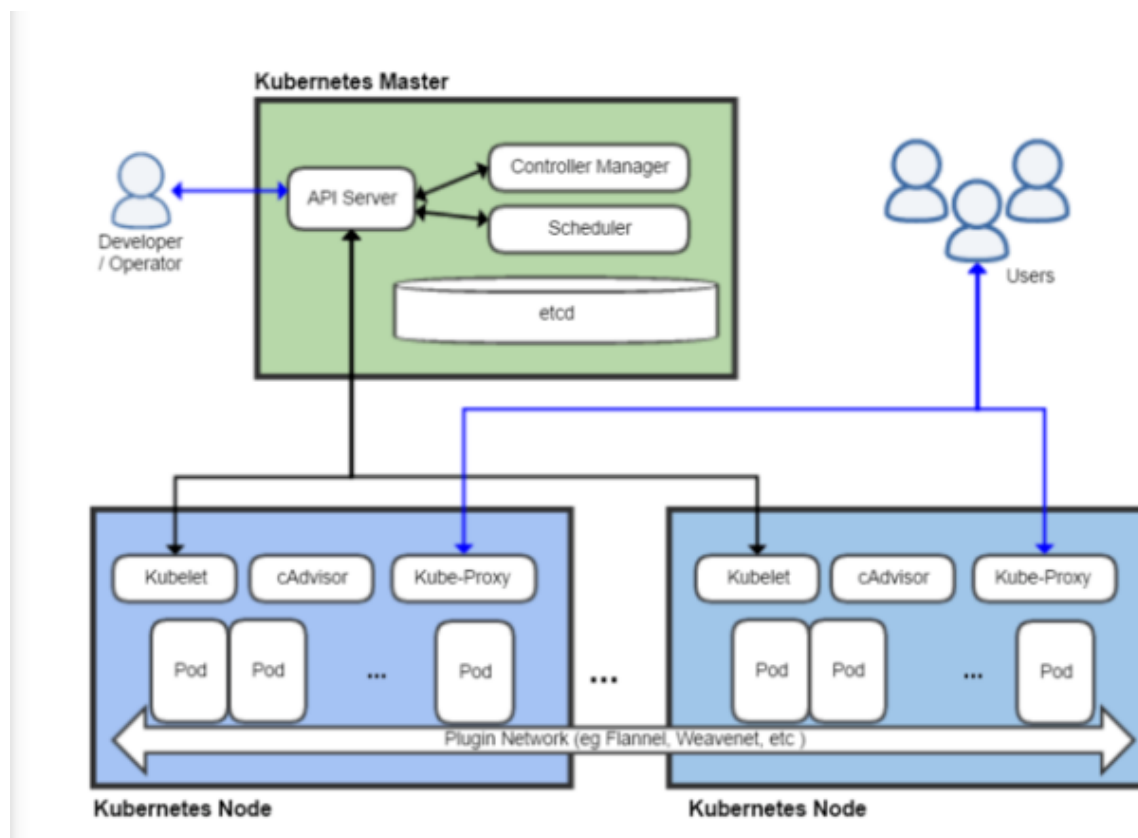 Kubernetes Master
API Server
Controller Manager
Scheduler
etcd
Developer
/ Operator
Users
Kubelet
cAdvisor
Kube-Proxy
Kubelet
cAdvisor
Kube-Proxy
Pod
Pod
...
Pod
...
Pod
Pod
...
Pod
Plugin Network (eg Flannel, Weavenet, etc )
Kubernetes Node
Kubernetes Node